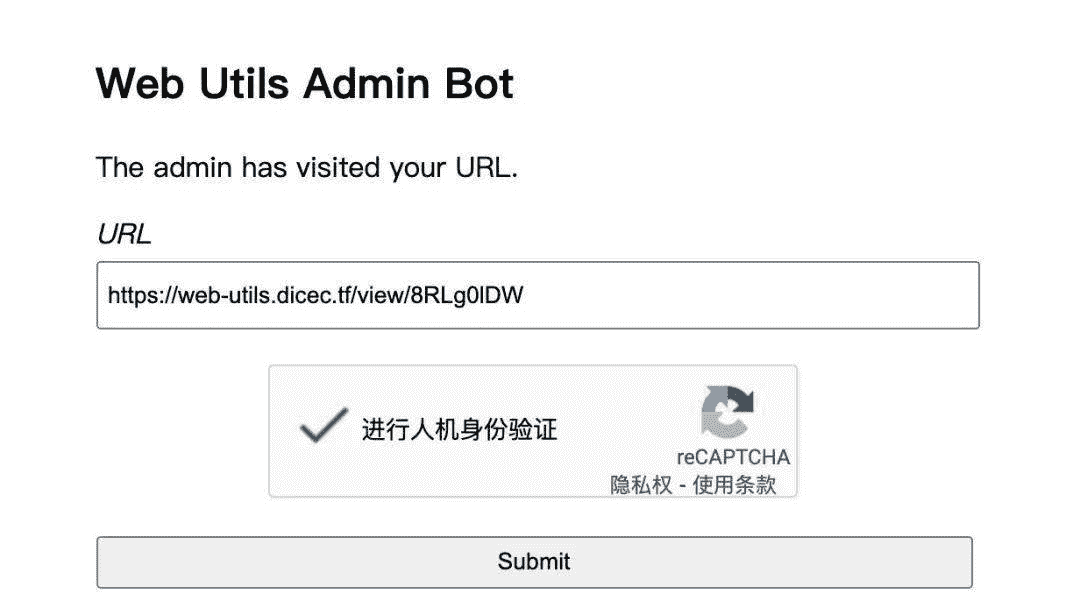 Web Utils Admin Bot
The admin has visited your URL.
URL
https://web-utils.dicec.tf/view/8RLg0lDW
进行人机身份验证
reCAPTCHA
隐私权 - 使用条款
Submit